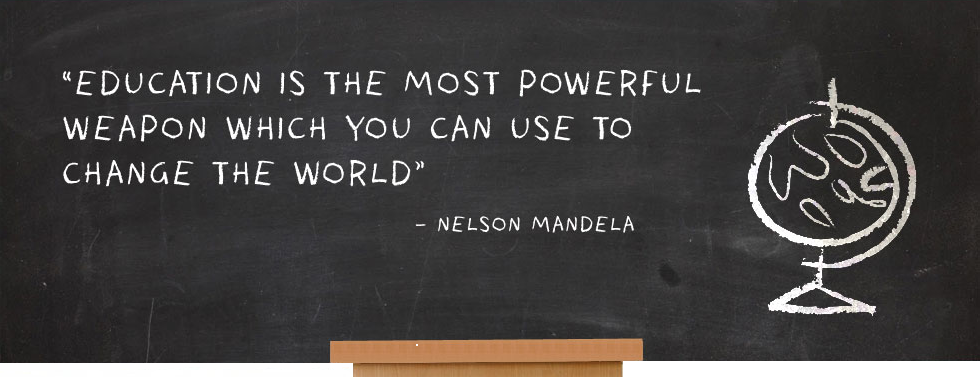 “EDUCATION IS THE MOST POWERFUL
WEAPON WHICH YOU CAN USE TO
CHANGE THE WORLD”
– NELSON MANDELA